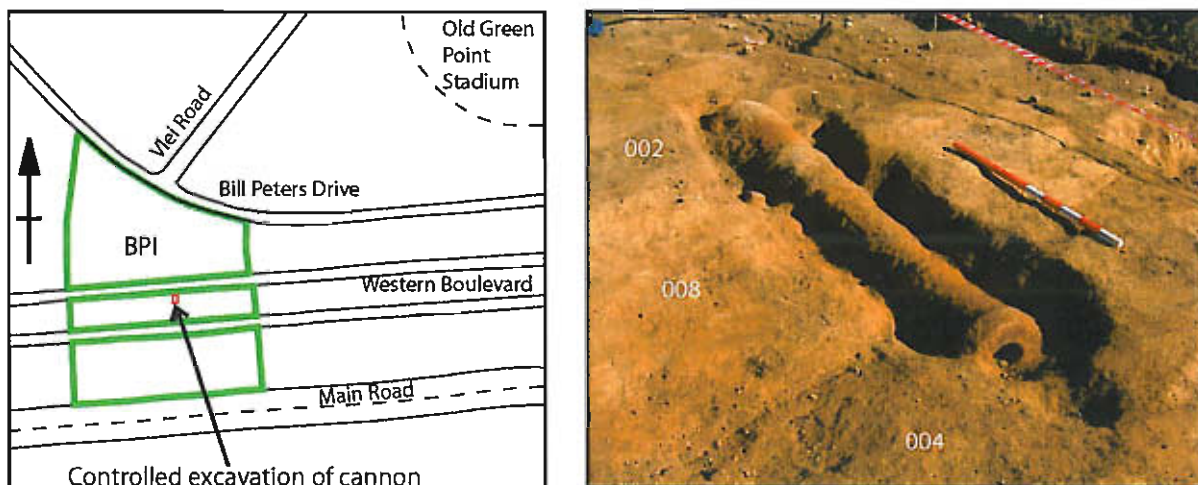 Old Green
Point
Stadium
Vlei Road
Bill Peters Drive
BPI
Western Boulevard
Main Road
Controlled excavation of cannon
002
008
004